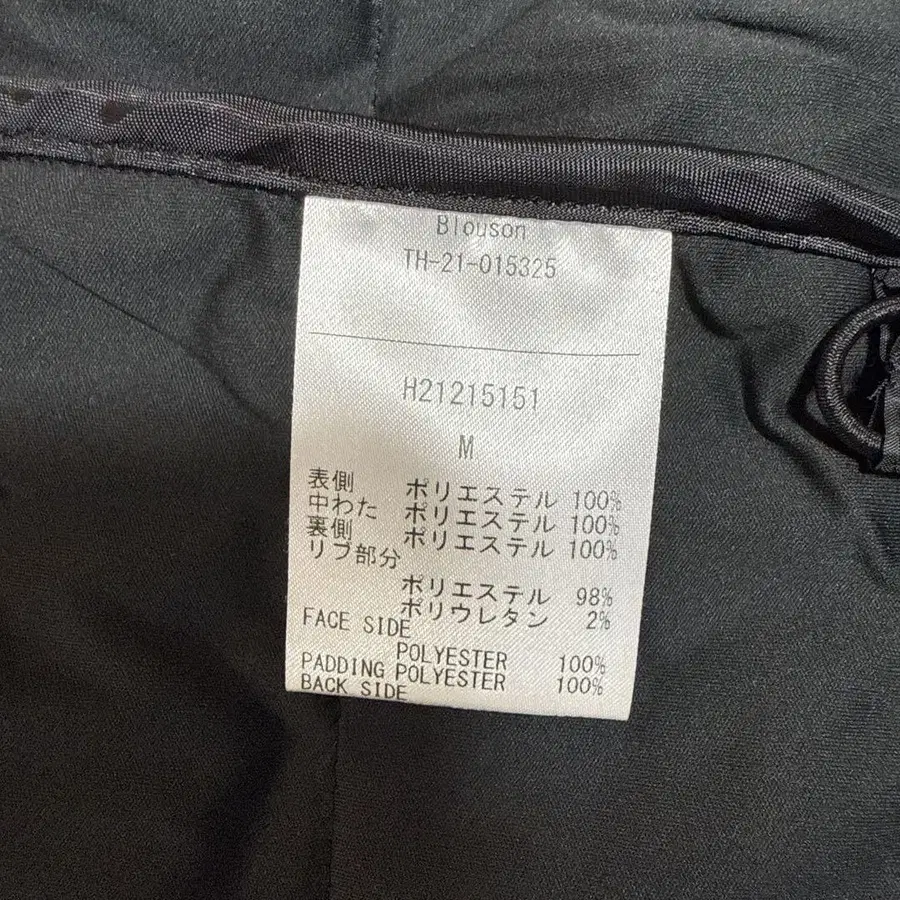 Blouson
TH-21-015325
H21215151
M
表側 ポリエステル 100%
中わた ポリエステル 100%
裏側 ポリエステル 100%
リブ部分
ポリエステル 98%
ポリウレタン 2%
FACE SIDE
POLYESTER 100%
PADDING POLYESTER 100%
BACK SIDE